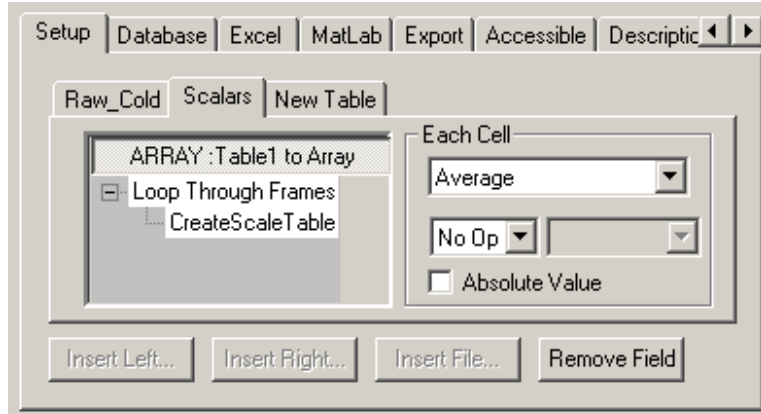 Setup Database Excel MatLab Export Accessible Descriptic
Raw_Cold Scalars New Table
ARRAY :Table1 to Array
Loop Through Frames
CreateScaleTable
Each Cell
Average
No Op
Absolute Value
Insert Left... Insert Right... Insert File... Remove Field